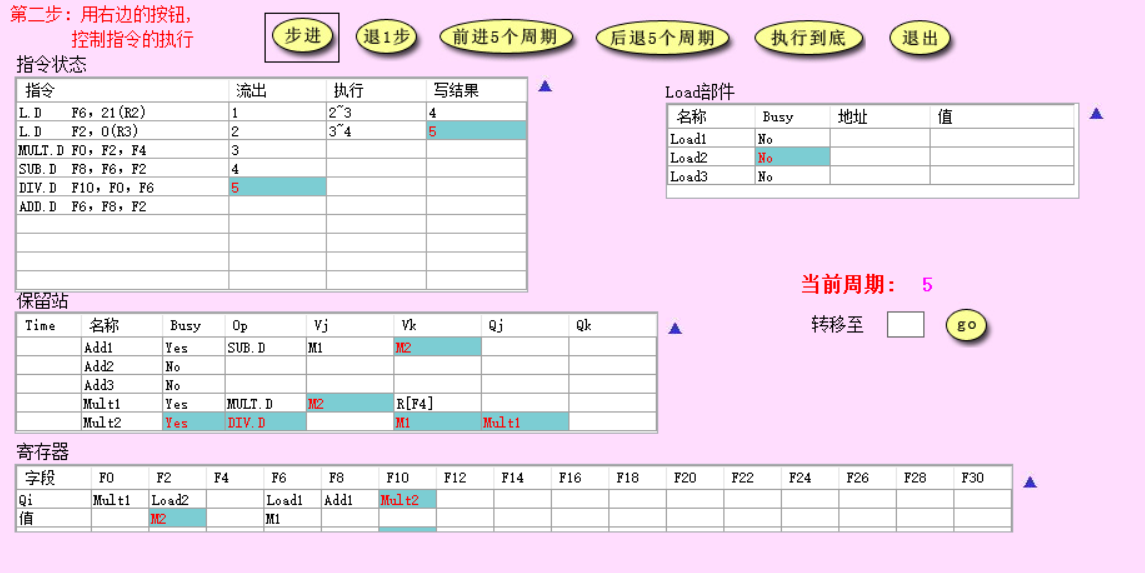 第二步：用右边的按钮，
控制指令的执行
步进 退1步 前进5个周期 后退5个周期 执行到底 退出
指令状态
指令 流出 执行 写结果
L.D F6，21(R2) 1 2~3 4
L.D F2，0(R3) 2 3~4 5
MULT.D F0，F2，F4 3
SUB.D F8，F6，F2 4
DIV.D F10，F0，F6 5
ADD.D F6，F8，F2
Load部件
名称 Busy 地址 值
Load1 No
Load2 No
Load3 No
当前周期： 5
转移至 go
保留站
Time 名称 Busy Op Vj Vk Qj Qk
Add1 Yes SUB.D M1 M2
Add2 No
Add3 No
Mult1 Yes MULT.D M2 R[F4]
Mult2 Yes DIV.D M1 Mult1
寄存器
字段 F0 F2 F4 F6 F8 F10 F12 F14 F16 F18 F20 F22 F24 F26 F28 F30
Qi Mult1 Load2 Load1 Add1 Mult2
值 M2 M1